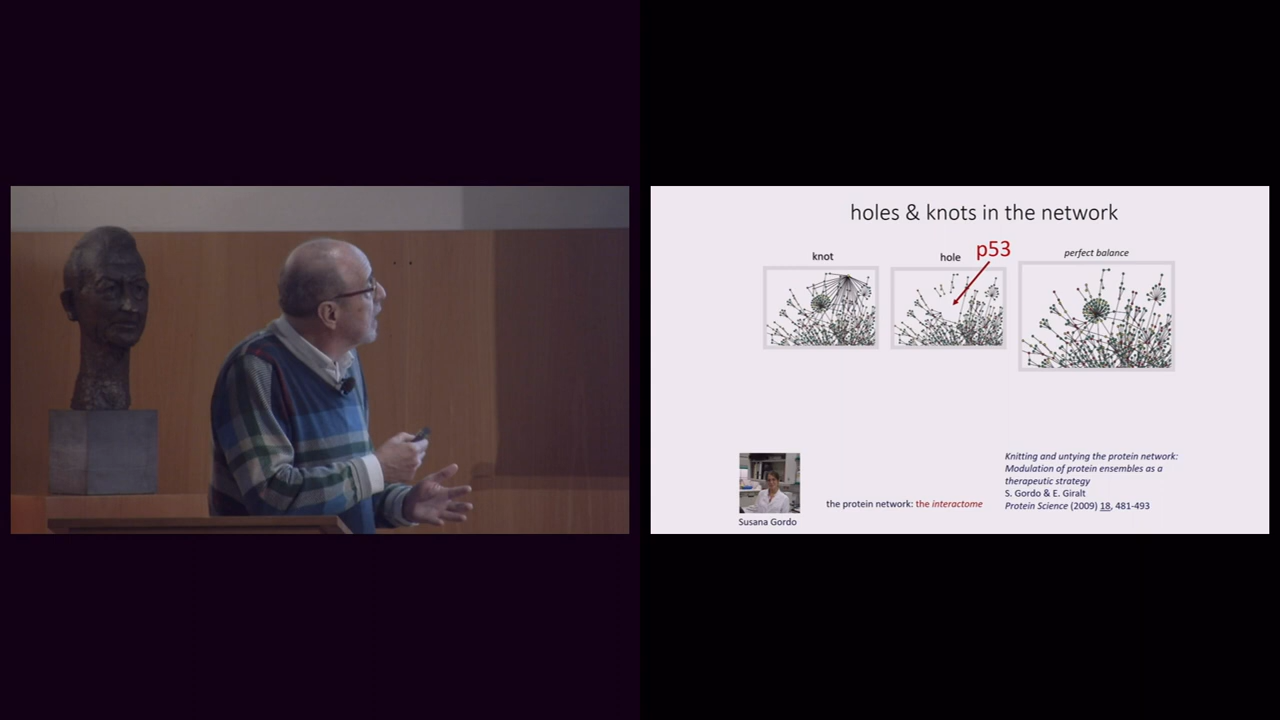 holes & knots in the network
knot
hole
p53
perfect balance
Susana Gordo
the protein network: the interactome
Knitting and untying the protein network:
Modulation of protein ensembles as a
therapeutic strategy
S. Gordo & E. Giralt
Protein Science (2009) 18, 481-493